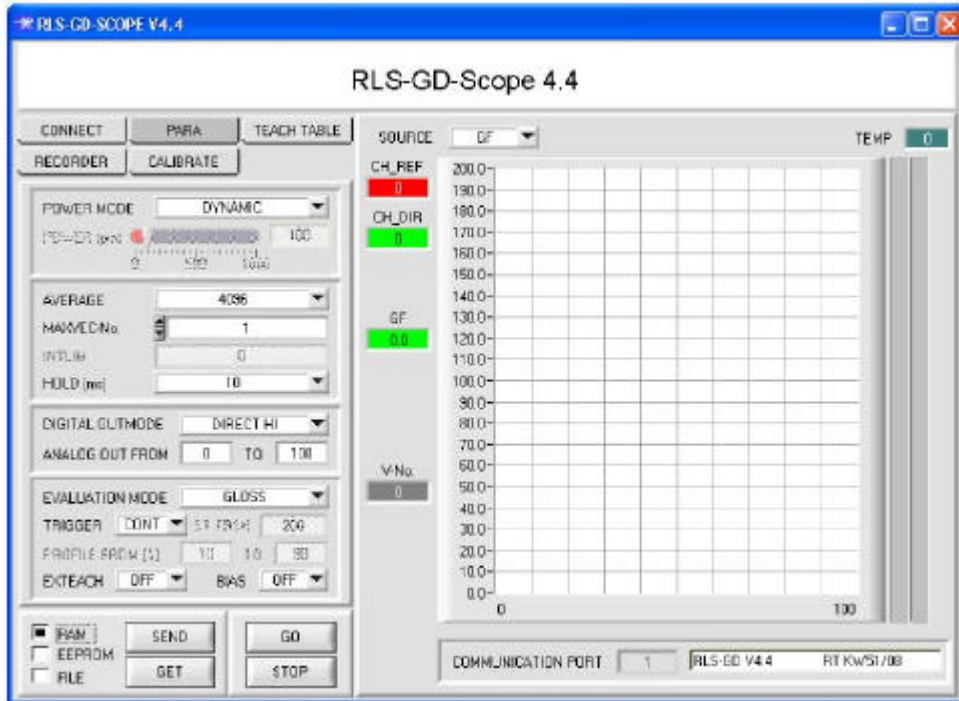 RLS-GD-SCOPE V4.4
RLS-GD-Scope 4.4
CONNECT PARA TEACH TABLE
RECORDER CALIBRATE
POWER MODE DYNAMIC
100
0
AVERAGE 4096
MAXVEC-No. 1
0
HOLD [ms] 10
DIGITAL OUTMODE DIRECT HI
ANALOG OUT FROM 0 TO 100
EVALUATION MODE GLOSS
TRIGGER CONT 200
PROFILE FROM [%] 10 TO 90
EXTEACH OFF BIAS OFF
RAM
EEPROM
FILE
SEND
GET
GO
STOP
SOURCE GF
TEMP 0
CH_REF
0
CH_DIR
0
GF
0.0
V-No.
0
200.0
190.0
180.0
170.0
160.0
150.0
140.0
130.0
120.0
110.0
100.0
90.0
80.0
70.0
60.0
50.0
40.0
30.0
20.0
10.0
0.0
0 100
COMMUNICATION PORT 1 RLS-GD V4.4 RT KW51/08